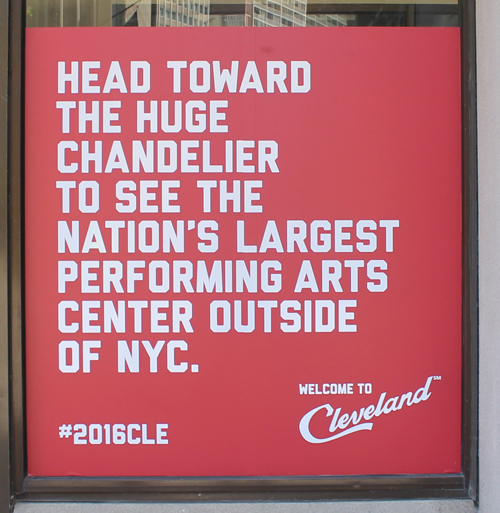 HEAD TOWARD
THE HUGE
CHANDELIER
TO SEE THE
NATION'S LARGEST
PERFORMING ARTS
CENTER OUTSIDE
OF NYC.
WELCOME TO
Cleveland℠
#2016CLE